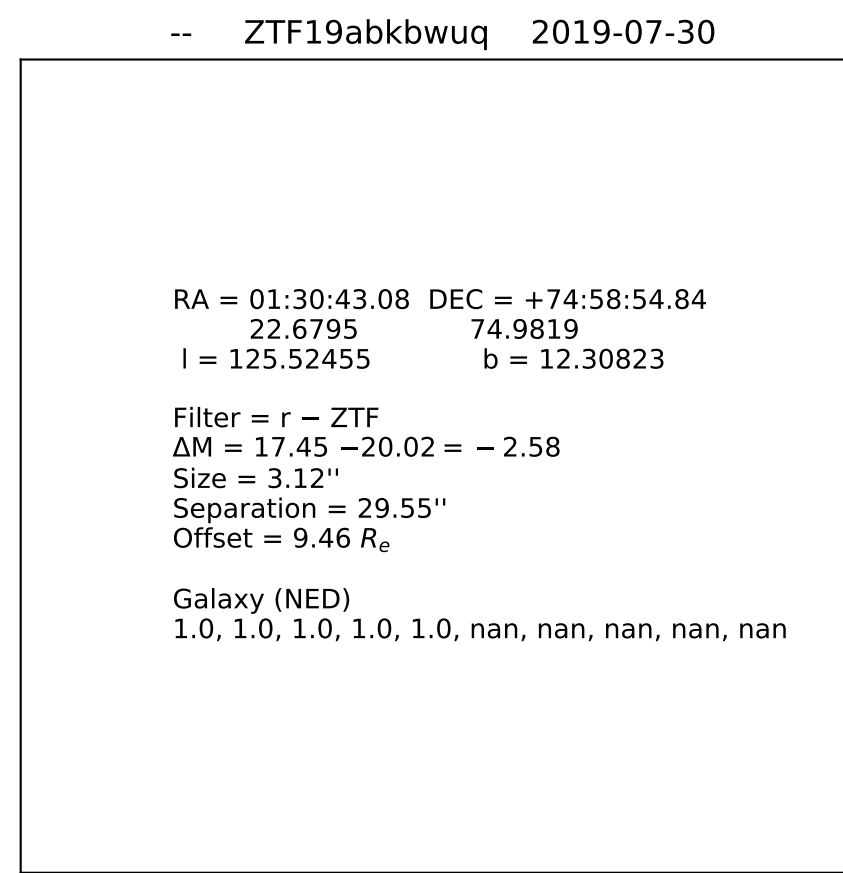 -- ZTF19abkbwuq 2019-07-30
RA = 01:30:43.08 DEC = +74:58:54.84
22.6795 74.9819
l = 125.52455 b = 12.30823
Filter = r − ZTF
ΔM = 17.45 −20.02 = − 2.58
Size = 3.12''
Separation = 29.55''
Offset = 9.46 Re
Galaxy (NED)
1.0, 1.0, 1.0, 1.0, 1.0, nan, nan, nan, nan, nan